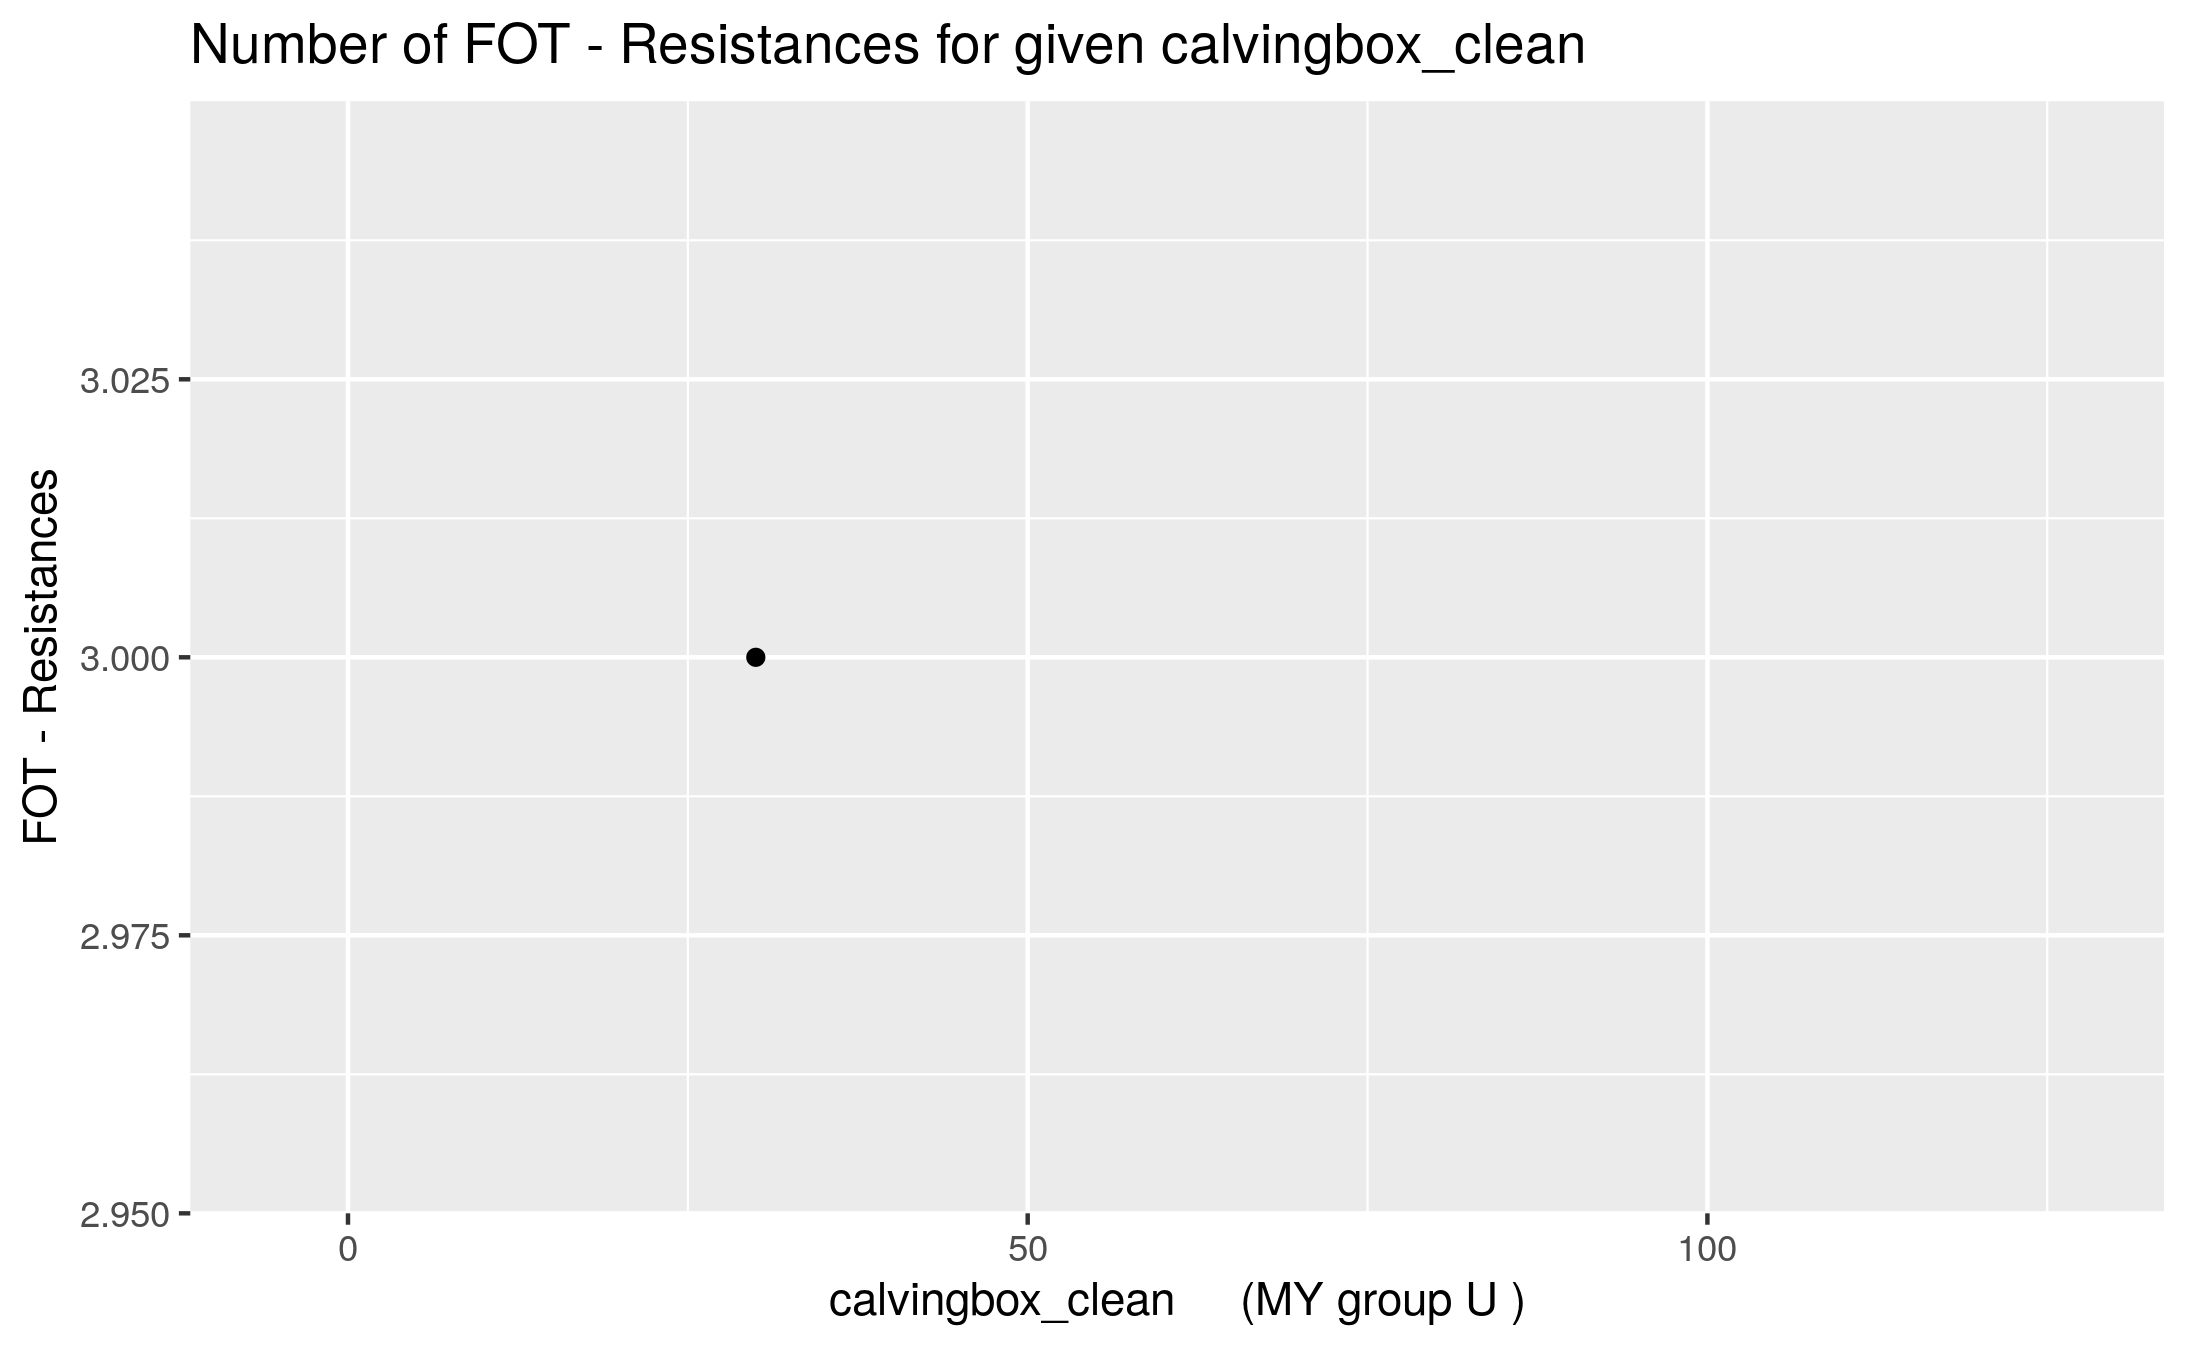 Number of FOT - Resistances for given calvingbox_clean
FOT - Resistances
3.025
3.000
2.975
2.950
0 50 100
calvingbox_clean (MY group U )